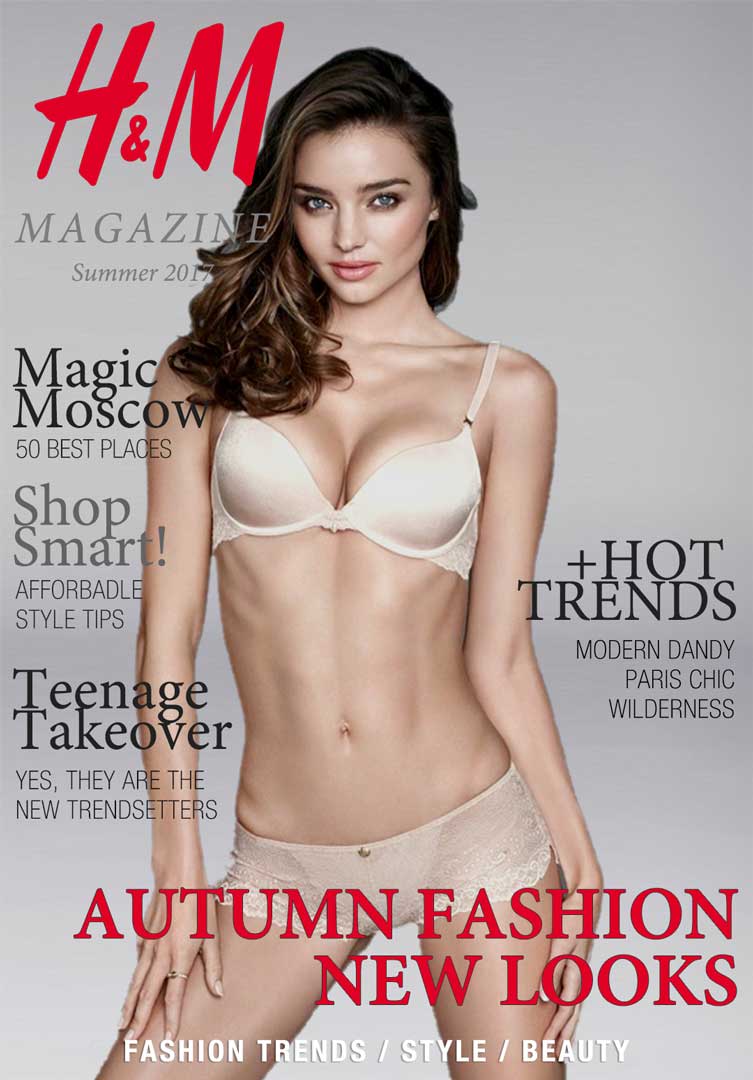 H&M
MAGAZINE
Summer 2017
Magic
Moscow
50 BEST PLACES
Shop
Smart!
AFFORBADLE
STYLE TIPS
Teenage
Takeover
YES, THEY ARE THE
NEW TRENDSETTERS
+HOT
TRENDS
MODERN DANDY
PARIS CHIC
WILDERNESS
AUTUMN FASHION
NEW LOOKS
FASHION TRENDS / STYLE / BEAUTY